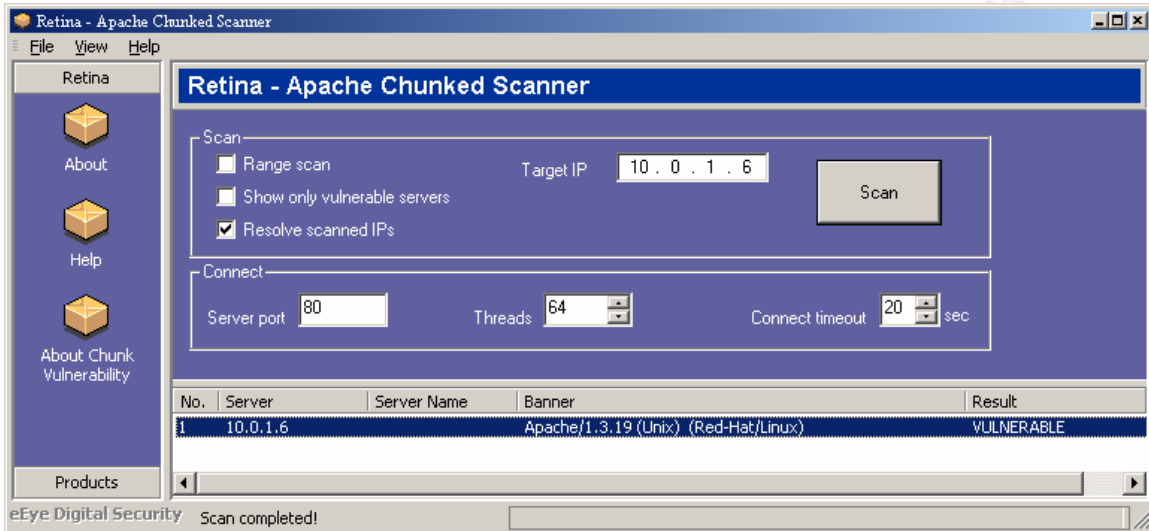 Retina - Apache Chunked Scanner
File View Help
Retina
About
Help
About Chunk
Vulnerability
Products
Retina - Apache Chunked Scanner
Scan
Range scan
Show only vulnerable servers
Resolve scanned IPs
Target IP 10 . 0 . 1 . 6
Scan
Connect
Server port 80 Threads 64 Connect timeout 20 sec
No. Server Server Name Banner Result
1 10.0.1.6 Apache/1.3.19 (Unix) (Red-Hat/Linux) VULNERABLE
eEye Digital Security Scan completed!